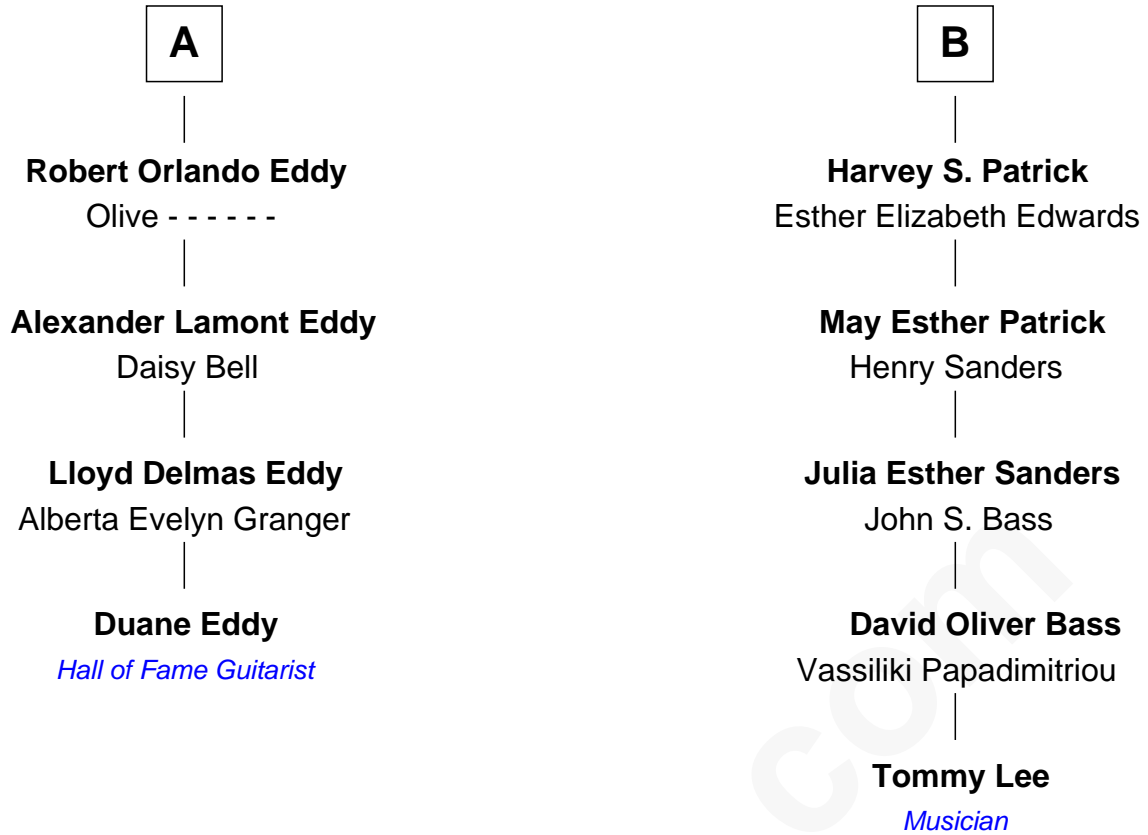 A
Robert Orlando Eddy
Olive - - - - - -
Alexander Lamont Eddy
Daisy Bell
Lloyd Delmas Eddy
Alberta Evelyn Granger
Duane Eddy
Hall of Fame Guitarist
B
Harvey S. Patrick
Esther Elizabeth Edwards
May Esther Patrick
Henry Sanders
Julia Esther Sanders
John S. Bass
David Oliver Bass
Vassiliki Papadimitriou
Tommy Lee
Musician
com